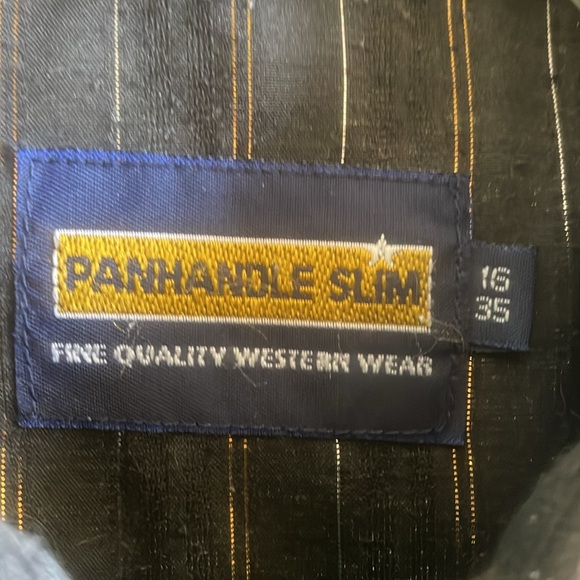 PANHANDLE SLIM
FINE QUALITY WESTERN WEAR
16
35